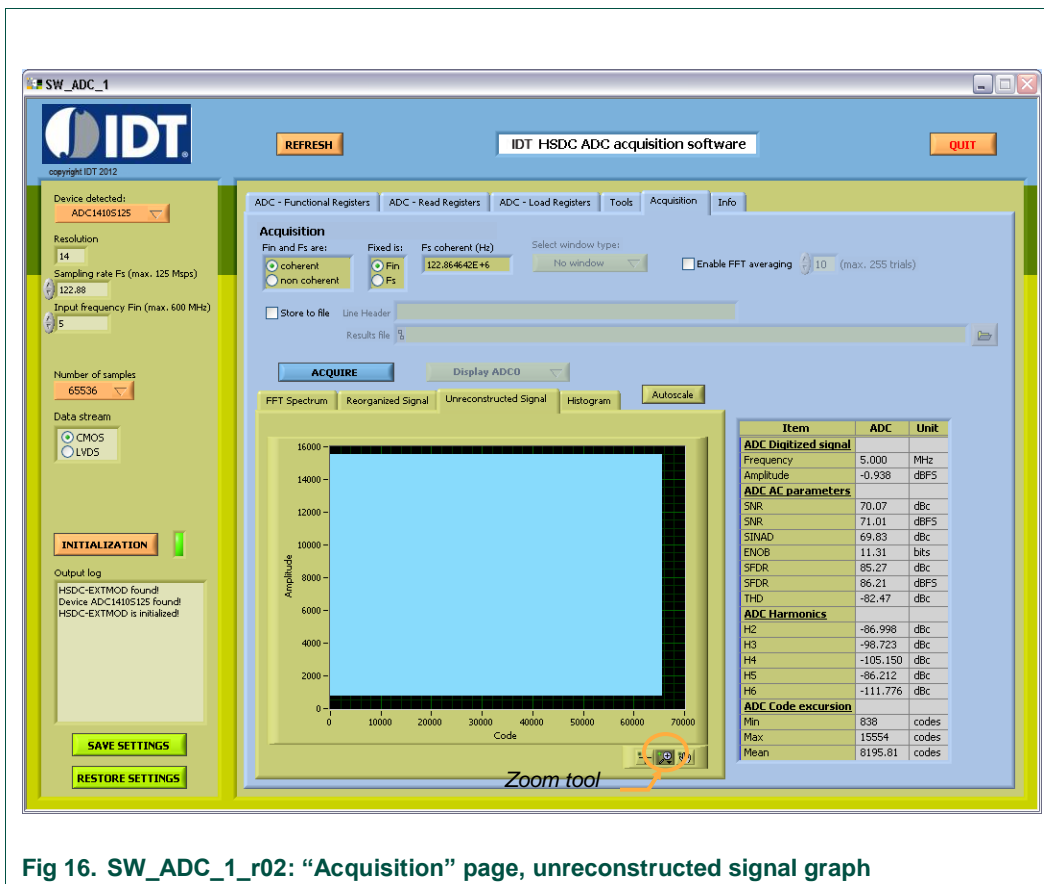 SW_ADC_1
IDT
copyright IDT 2012
REFRESH
IDT HSDC ADC acquisition software
QUIT
Device detected:
ADC1410S125
Resolution
14
Sampling rate Fs (max. 125 Msps)
122.88
Input frequency Fin (max. 600 MHz)
5
Number of samples
65536
Data stream
CMOS
LVDS
INITIALIZATION
Output log
HSDC-EXTMOD found!
Device ADC1410S125 found!
HSDC-EXTMOD is initialized!
SAVE SETTINGS
RESTORE SETTINGS
ADC - Functional Registers
ADC - Read Registers
ADC - Load Registers
Tools
Acquisition
Info
Acquisition
Fin and Fs are:
coherent
non coherent
Fixed is:
Fin
Fs
Fs coherent (Hz)
122.864642E+6
Select window type:
No window
Enable FFT averaging
10
(max. 255 trials)
Store to file
Line Header
Results file
ACQUIRE
Display ADC0
FFT Spectrum
Reorganized Signal
Unreconstructed Signal
Histogram
Autoscale
Amplitude
16000
14000
12000
10000
8000
6000
4000
2000
0
0 10000 20000 30000 40000 50000 60000 70000
Code
Zoom tool
Item ADC Unit
ADC Digitized signal
Frequency 5.000 MHz
Amplitude -0.938 dBFS
ADC AC parameters
SNR 70.07 dBc
SNR 71.01 dBFS
SINAD 69.83 dBc
ENOB 11.31 bits
SFDR 85.27 dBc
SFDR 86.21 dBFS
THD -82.47 dBc
ADC Harmonics
H2 -86.998 dBc
H3 -98.723 dBc
H4 -105.150 dBc
H5 -86.212 dBc
H6 -111.776 dBc
ADC Code excursion
Min 838 codes
Max 15554 codes
Mean 8195.81 codes
Fig 16. SW_ADC_1_r02: “Acquisition” page, unreconstructed signal graph